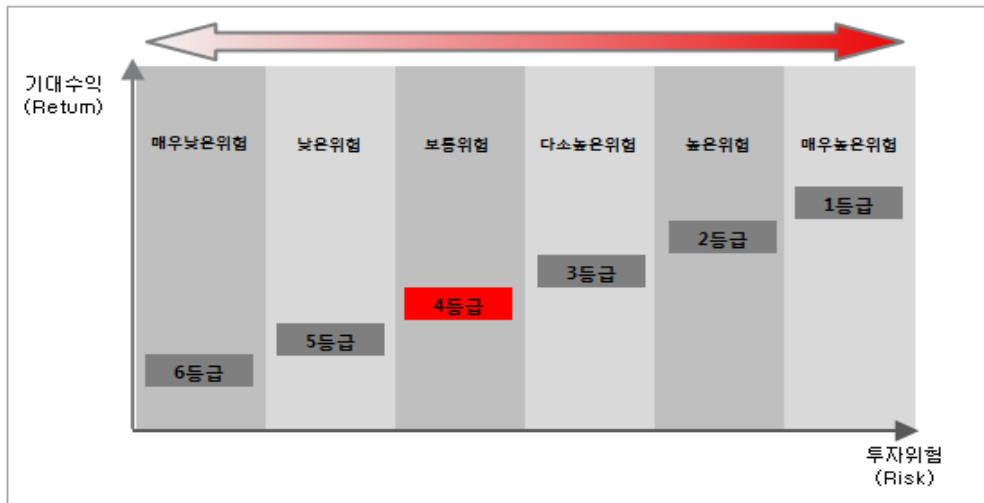 기대수익
(Return)
매우낮은위험
낮은위험
보통위험
다소높은위험
높은위험
매우높은위험
1등급
2등급
3등급
4등급
5등급
6등급
투자위험
(Risk)